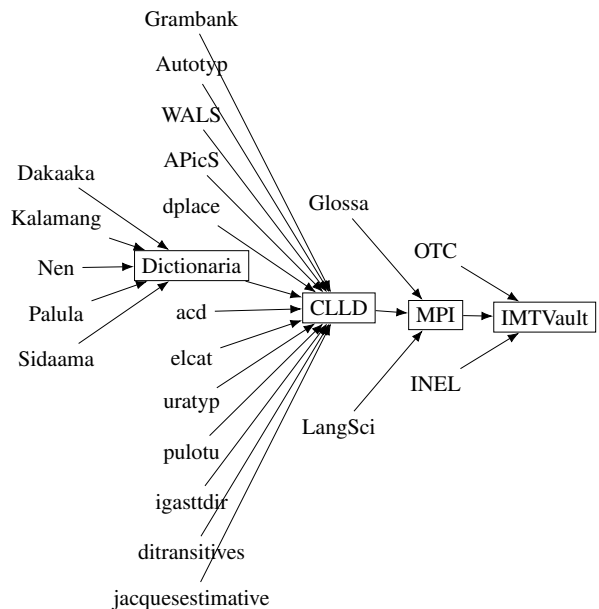 Grambank
Autotyp
WALS
APicS
Dakaaka
Glossa
dplace
Kalamang
OTC
Nen
Dictionaria
CLLD
MPI
IMTVault
Palula
acd
Sidaama
elcat
INEL
uratyp
LangSci
pulotu
igasttdir
ditransitives
jacquesestimative